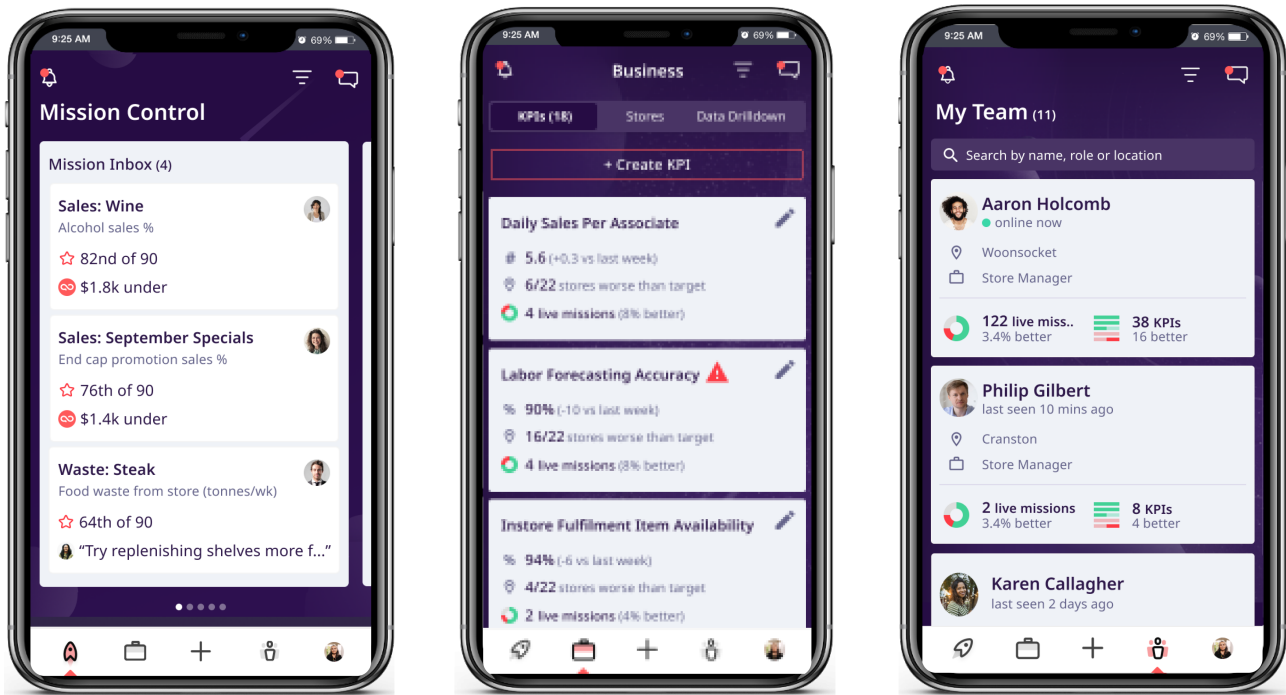 9:25 AM
69%
Mission Control
Mission Inbox (4)
Sales: Wine
Alcohol sales %
82nd of 90
$1.8k under
Sales: September Specials
End cap promotion sales %
76th of 90
$1.4k under
Waste: Steak
Food waste from store (tonnes/wk)
64th of 90
“Try replenishing shelves more f...”
9:25 AM
69%
Business
KPIs (18) Stores Data Drilldown
+ Create KPI
Daily Sales Per Associate
# 5.6 (+0.3 vs last week)
6/22 stores worse than target
4 live missions (8% better)
Labor Forecasting Accuracy
% 90% (-10 vs last week)
16/22 stores worse than target
4 live missions (8% better)
Instore Fulfilment Item Availability
% 94% (-6 vs last week)
4/22 stores worse than target
2 live missions (4% better)
9:25 AM
69%
My Team (11)
Search by name, role or location
Aaron Holcomb
online now
Woonsocket
Store Manager
122 live miss.. 38 KPIs
3.4% better 16 better
Philip Gilbert
last seen 10 mins ago
Cranston
Store Manager
2 live missions 8 KPIs
3.4% better 4 better
Karen Callagher
last seen 2 days ago